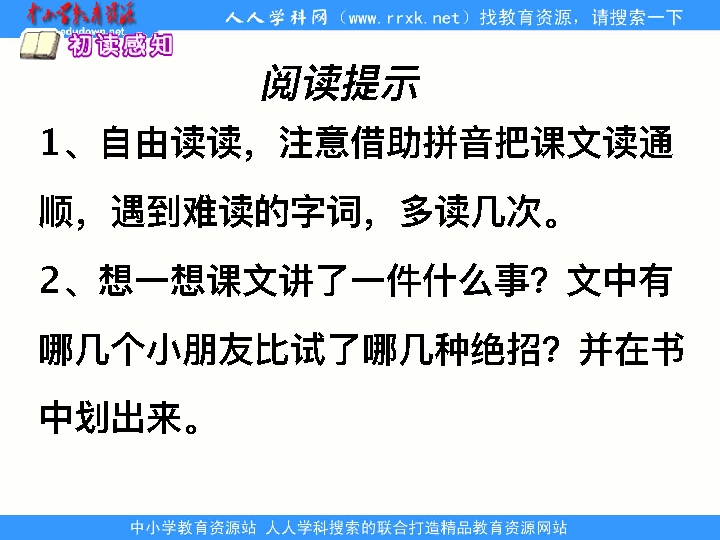 中小学教育资源
www.edudown.net
人人学科网（www.rrxk.net）找教育资源，请搜索一下
初读感知
阅读提示
1、自由读读，注意借助拼音把课文读通
顺，遇到难读的字词，多读几次。
2、想一想课文讲了一件什么事？文中有
哪几个小朋友比试了哪几种绝招？并在书
中划出来。
中小学教育资源站 人人学科搜索的联合打造精品教育资源网站